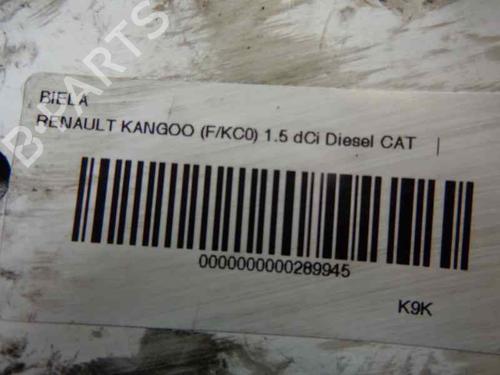 B-PARTS
BIELA
RENAULT KANGOO (F/KC0) 1.5 dCi Diesel CAT |
0000000000289945
K9K